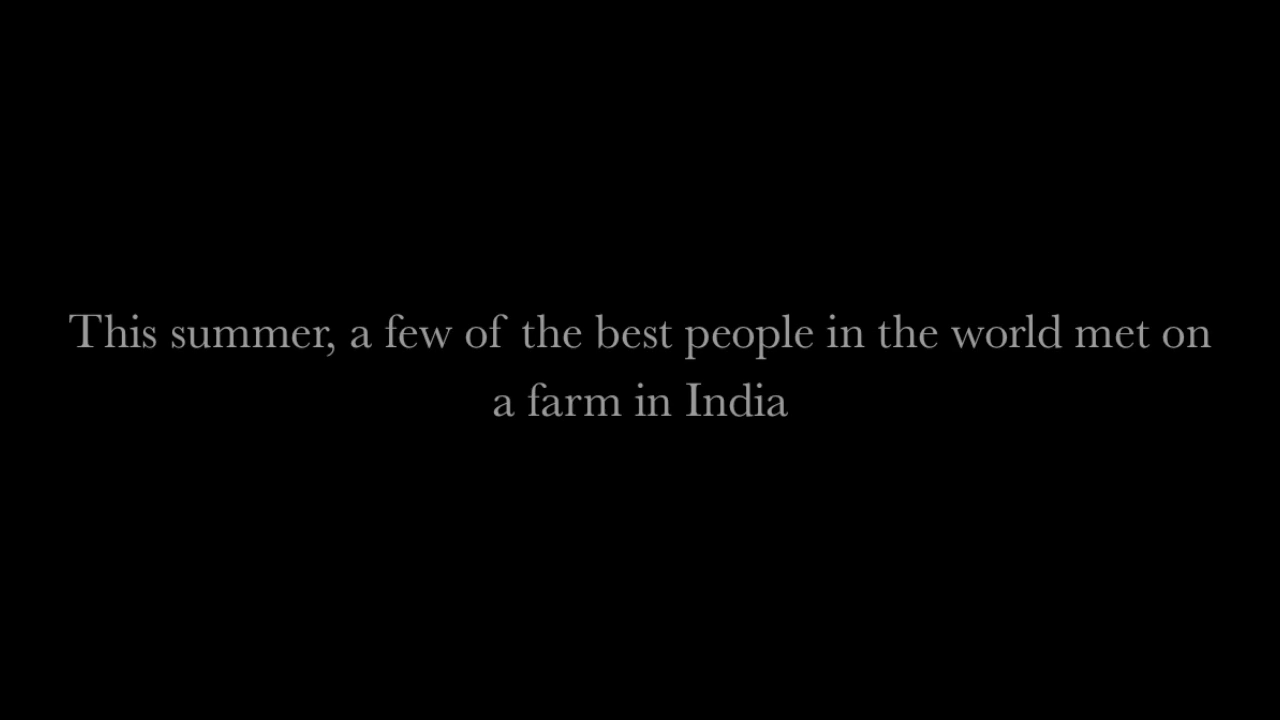 This summer, a few of the best people in the world met on
a farm in India